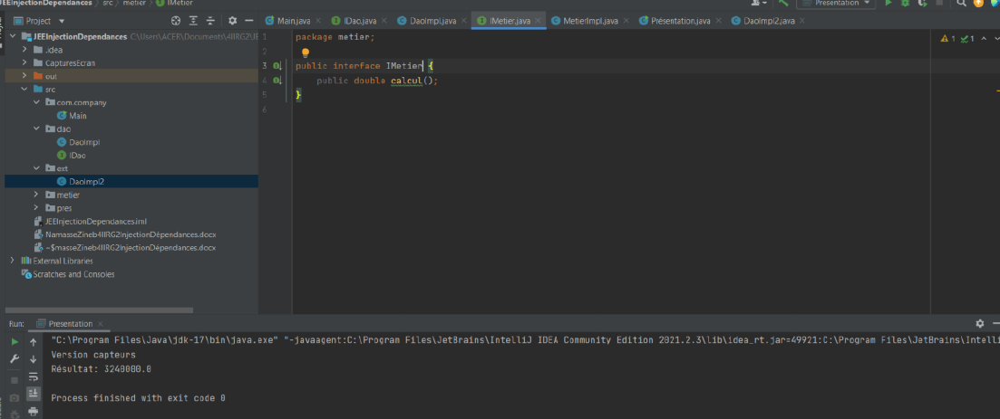 JEEInjectionDependances > src > metier > IMetier
Presentation
Project
Main.java
IDao.java
DaoImpl.java
IMetier.java
MetierImpl.java
Présentation.java
DaoImpl2.java
JEEInjectionDependances C:\Users\ACER\Documents\4IIRG2\JE
.idea
CapturesEcran
out
src
com.company
Main
dao
DaoImpl
IDao
ext
DaoImpl2
metier
pres
JEEInjectionDependances.iml
NamasseZineb4IIRG2InjectionDépendances.docx
~$masseZineb4IIRG2InjectionDépendances.docx
External Libraries
Scratches and Consoles
1 package metier;
2
3 public interface IMetier {
4 public double calcul();
5 }
6
1 1
Run: Presentation
"C:\Program Files\Java\jdk-17\bin\java.exe" "-javaagent:C:\Program Files\JetBrains\IntelliJ IDEA Community Edition 2021.2.3\lib\idea_rt.jar=49921:C:\Program Files\JetBrains\Intelli
Version capteurs
Résultat: 3240000.0
Process finished with exit code 0